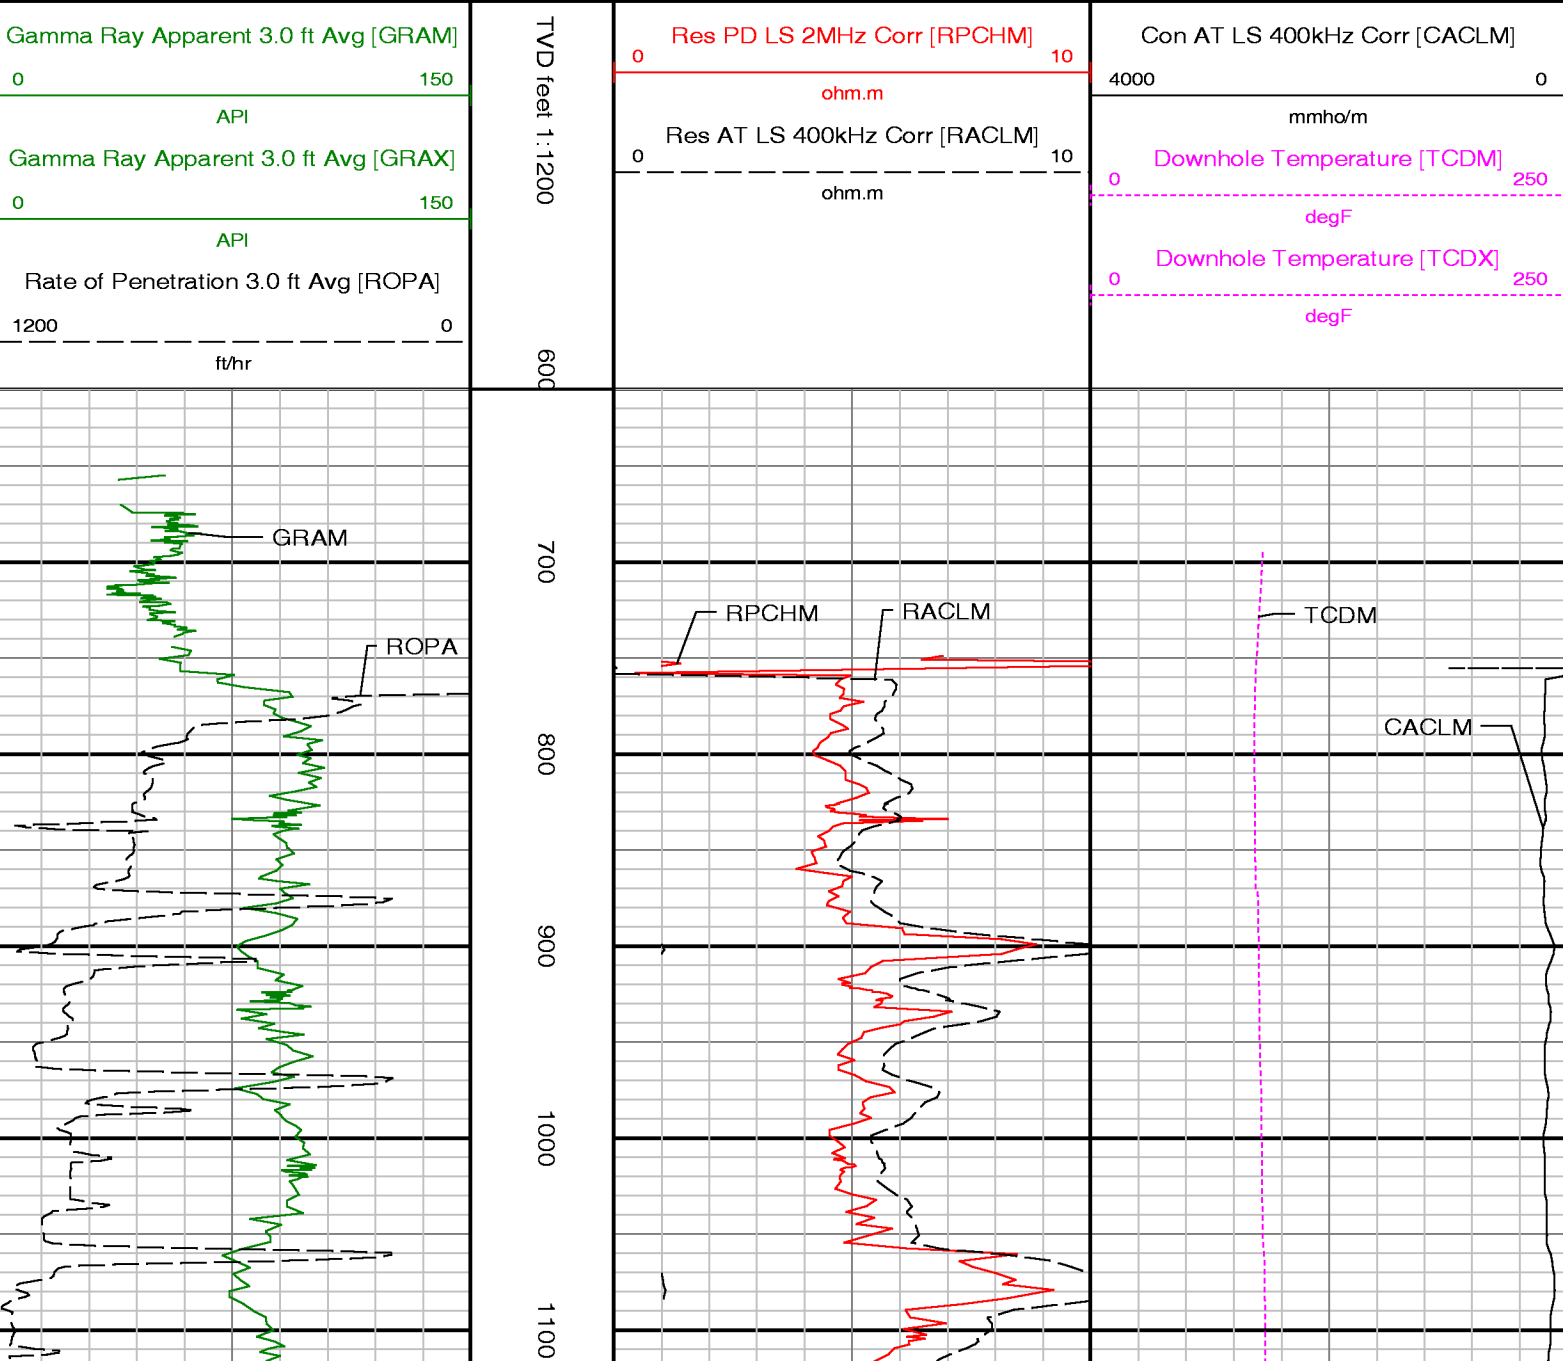 Gamma Ray Apparent 3.0 ft Avg [GRAM]
0 150
API
Gamma Ray Apparent 3.0 ft Avg [GRAX]
0 150
API
Rate of Penetration 3.0 ft Avg [ROPA]
1200 0
ft/hr
TVD feet 1:1200
Res PD LS 2MHz Corr [RPCHM]
0 10
ohm.m
Res AT LS 400kHz Corr [RACLM]
0 10
ohm.m
Con AT LS 400kHz Corr [CACLM]
4000 0
mmho/m
Downhole Temperature [TCDM]
0 250
degF
Downhole Temperature [TCDX]
0 250
degF
600
GRAM
700
RPCHM
RACLM
TCDM
ROPA
CACLM
800
900
1000
1100